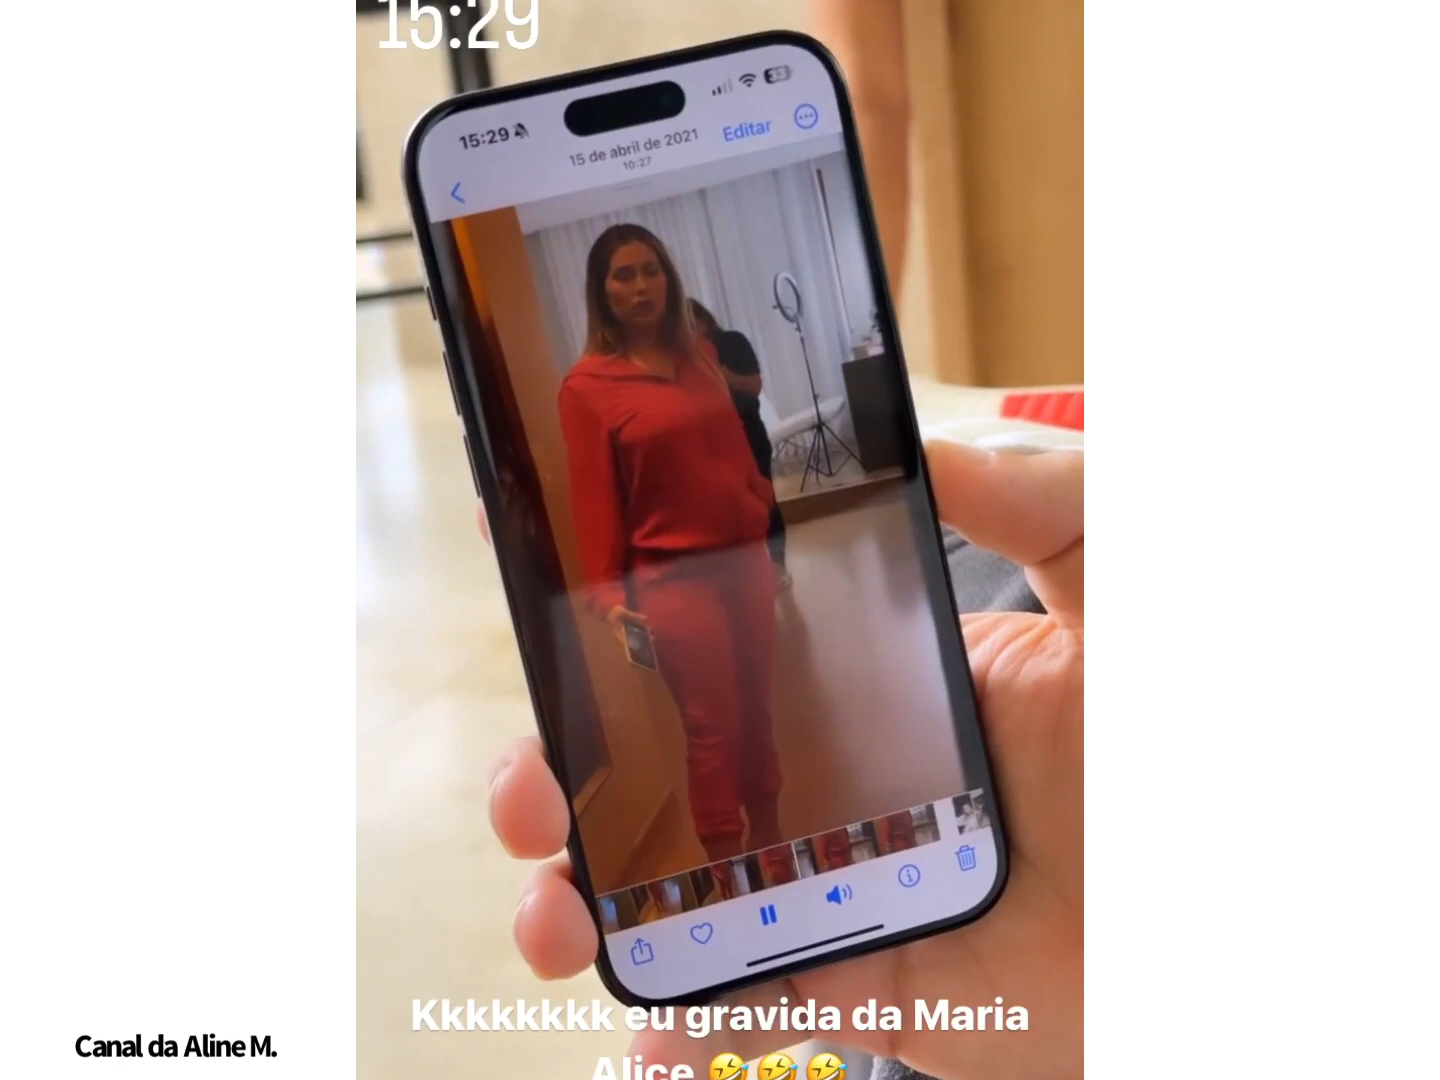 15:29
15:29
33
15 de abril de 2021
Editar
10:27
Kkkkkkkk eu gravida da Maria
Alice 🤣🤣🤣
Canal da Aline M.